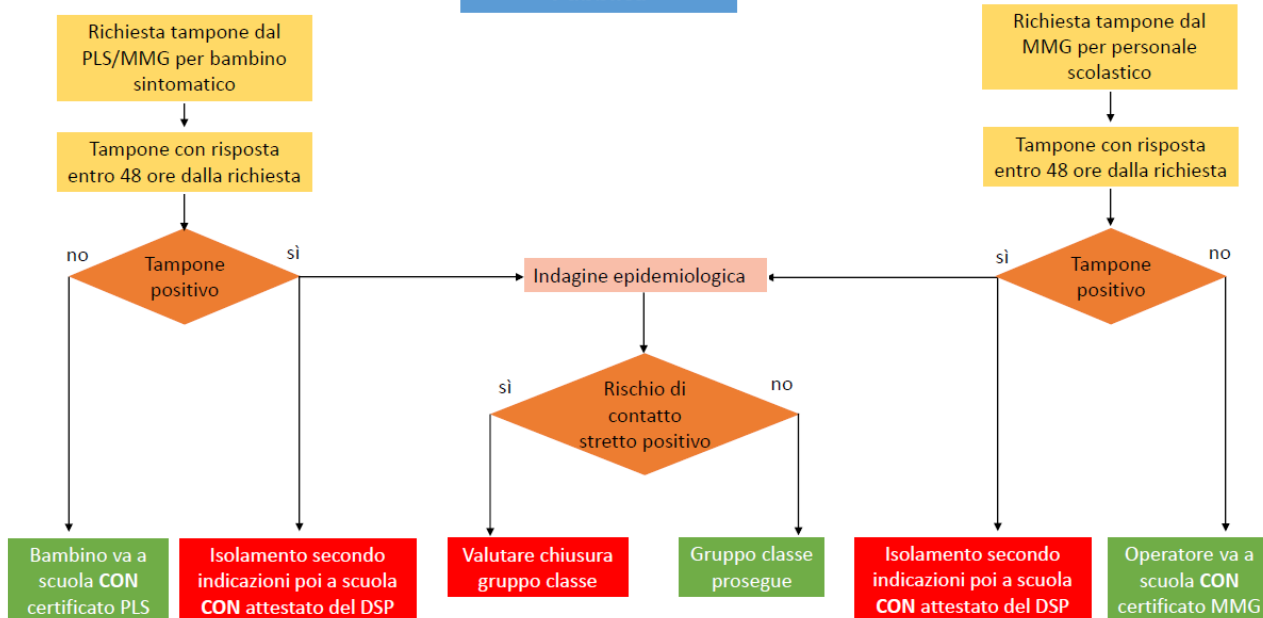 Richiesta tampone dal
PLS/MMG per bambino
sintomatico
Richiesta tampone dal
MMG per personale
scolastico
Tampone con risposta
entro 48 ore dalla richiesta
Tampone con risposta
entro 48 ore dalla richiesta
no
sì
Tampone
positivo
Indagine epidemiologica
sì
no
Tampone
positivo
sì
no
Rischio di
contatto
stretto positivo
Bambino va a
scuola CON
certificato PLS
Isolamento secondo
indicazioni poi a scuola
CON attestato del DSP
Valutare chiusura
gruppo classe
Gruppo classe
prosegue
Isolamento secondo
indicazioni poi a scuola
CON attestato del DSP
Operatore va a
scuola CON
certificato MMG